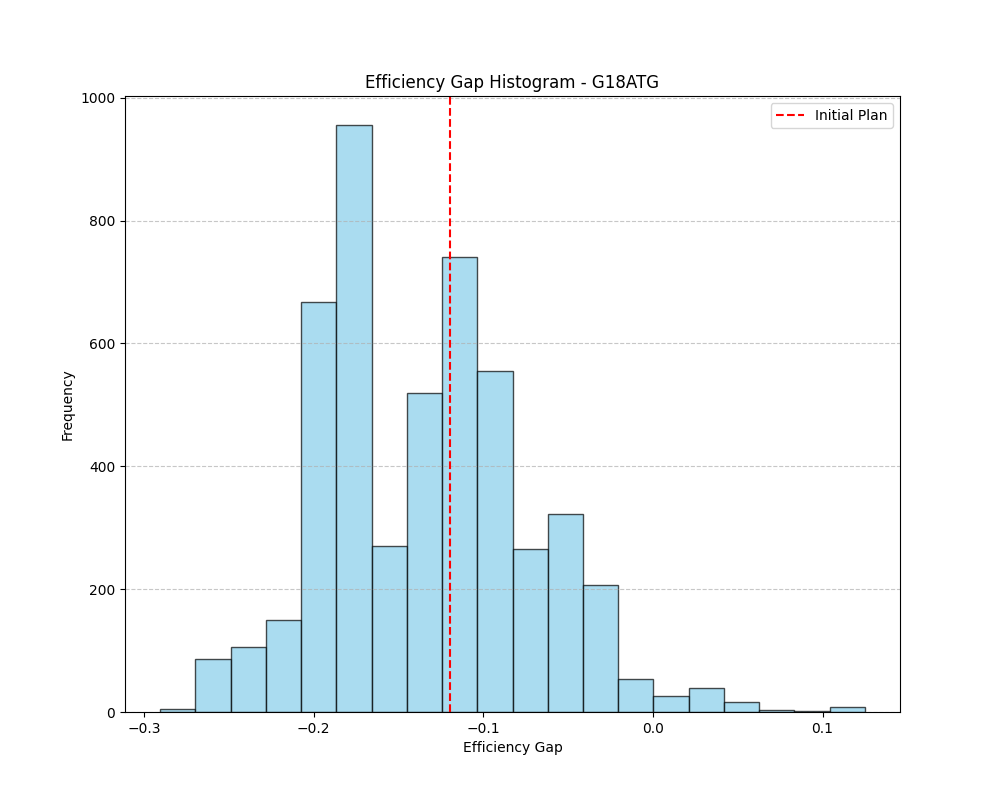 Efficiency Gap Histogram - G18ATG
Initial Plan
1000
800
600
400
200
0
Frequency
−0.3
−0.2
−0.1
0.0
0.1
Efficiency Gap